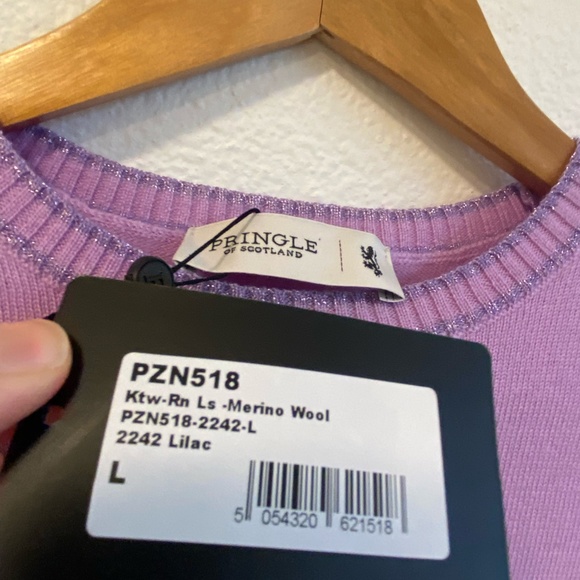 PRINGLE
OF SCOTLAND
PZN518
Ktw-Rn Ls -Merino Wool
PZN518-2242-L
2242 Lilac
L
5 054320 621518